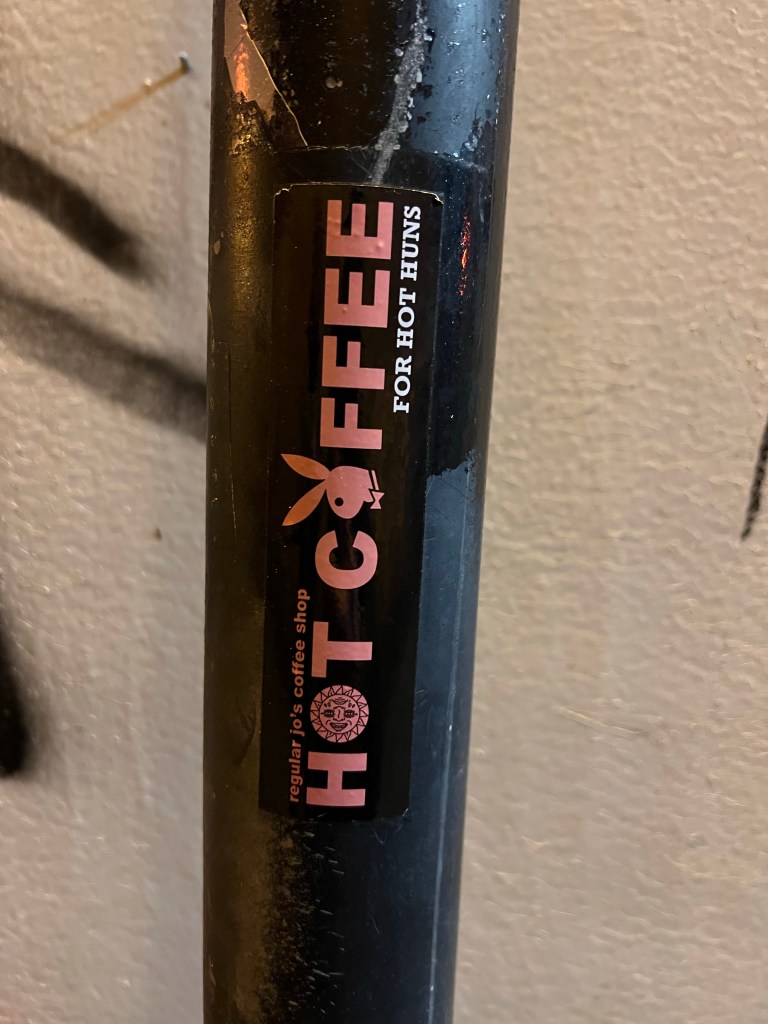 regular jo's coffee shop
HOT COFFEE
FOR HOT HUNS